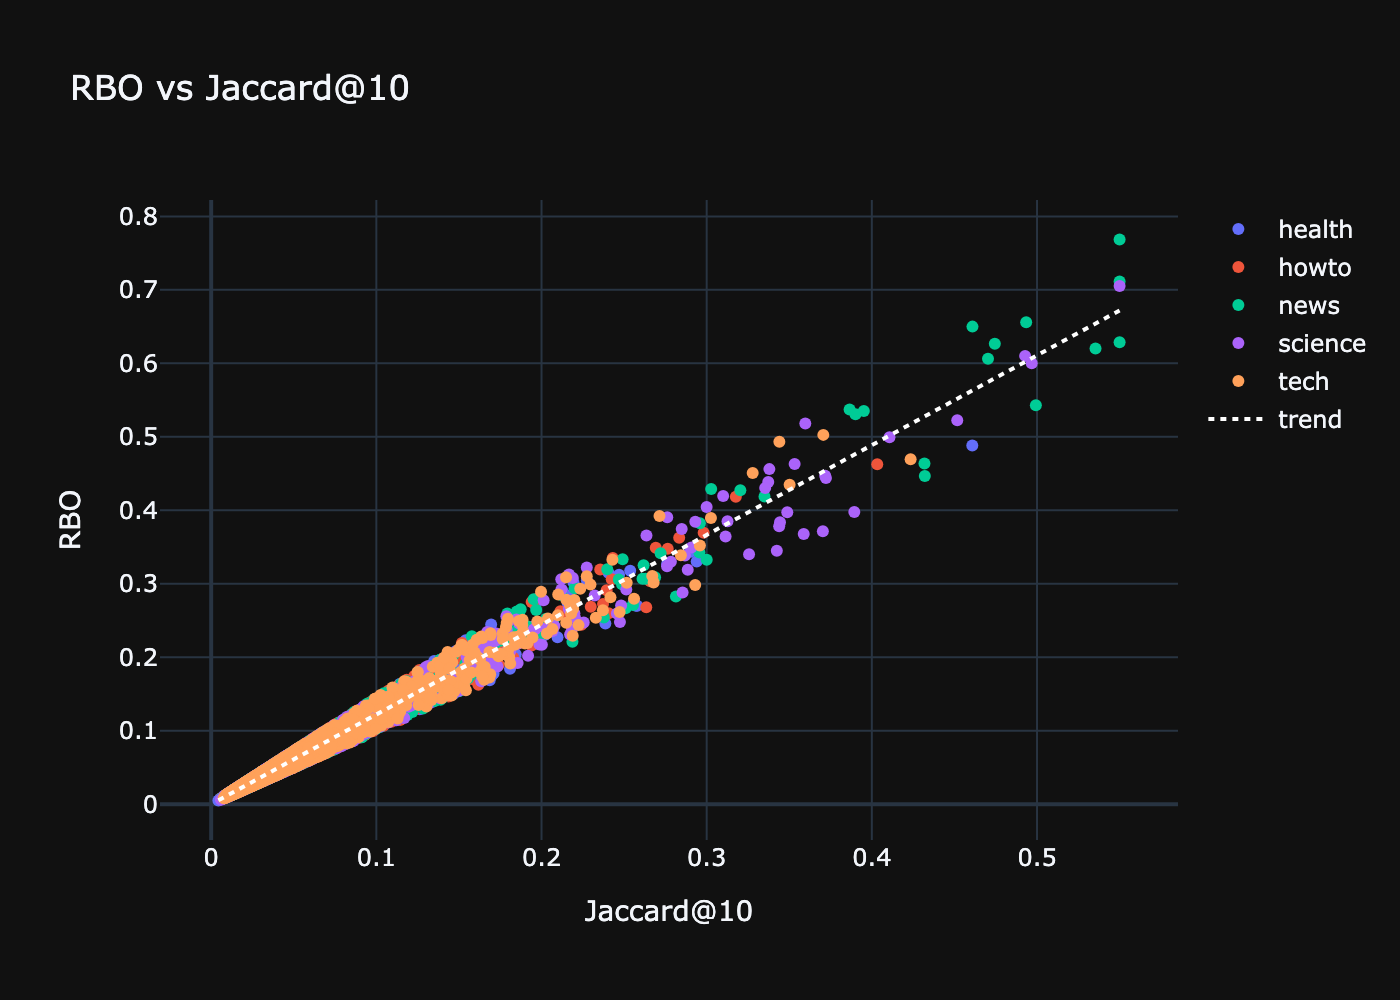 RBO vs Jaccard@10
0.8
0.7
0.6
0.5
0.4
0.3
0.2
0.1
0
RBO
0 0.1 0.2 0.3 0.4 0.5
Jaccard@10
health
howto
news
science
tech
trend